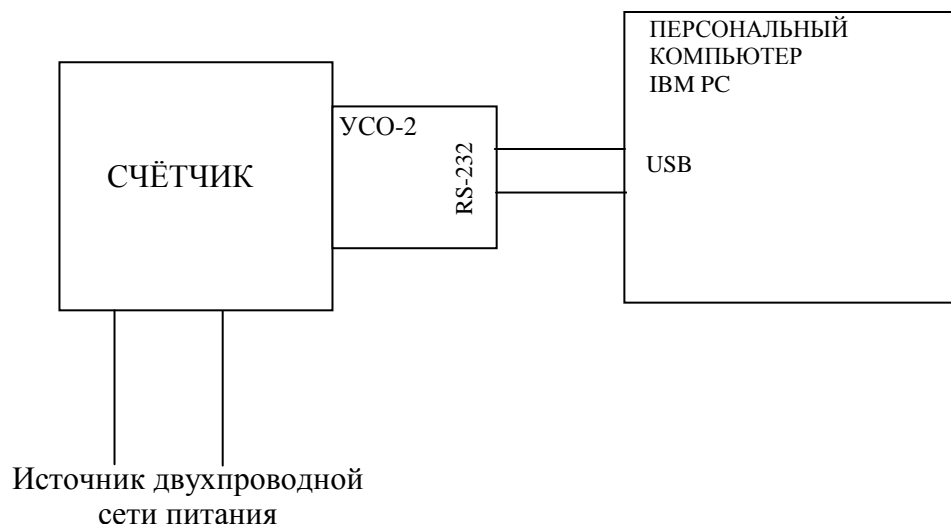 ПЕРСОНАЛЬНЫЙ
КОМПЬЮТЕР
IBM PC
УСО-2
СЧЁТЧИК
RS-232
USB
Источник двухпроводной
сети питания